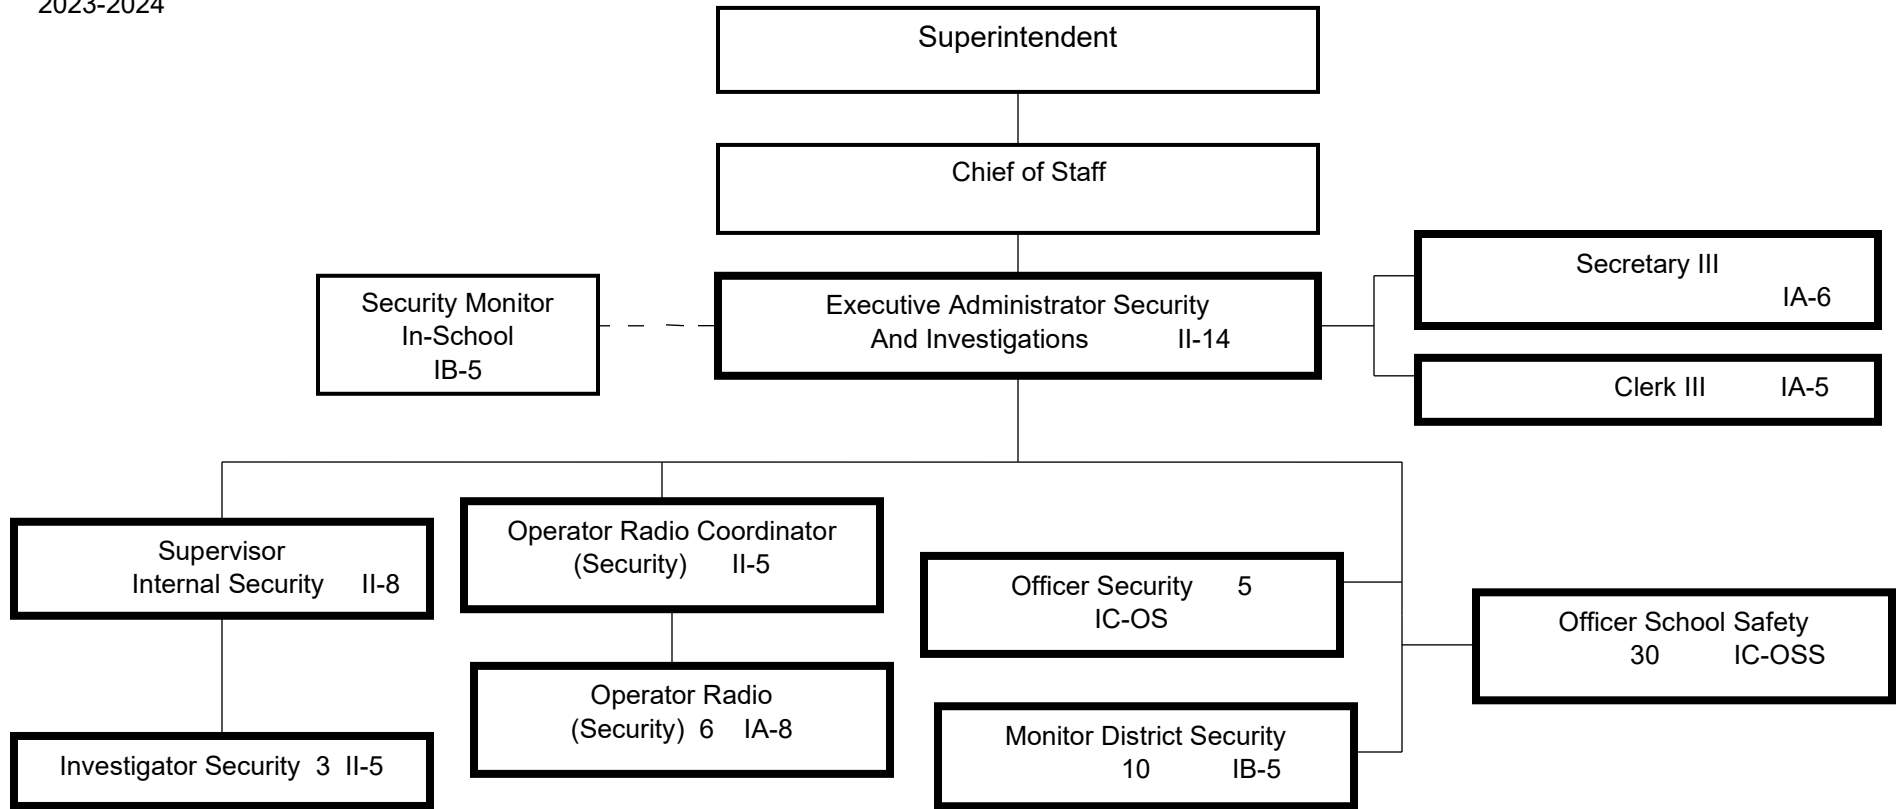 2023-2024
Superintendent
Chief of Staff
Security Monitor
In-School
IB-5
Executive Administrator Security
And Investigations II-14
Secretary III
IA-6
Clerk III IA-5
Supervisor
Internal Security II-8
Operator Radio Coordinator
(Security) II-5
Officer Security 5
IC-OS
Officer School Safety
30 IC-OSS
Operator Radio
(Security) 6 IA-8
Monitor District Security
10 IB-5
Investigator Security 3 II-5